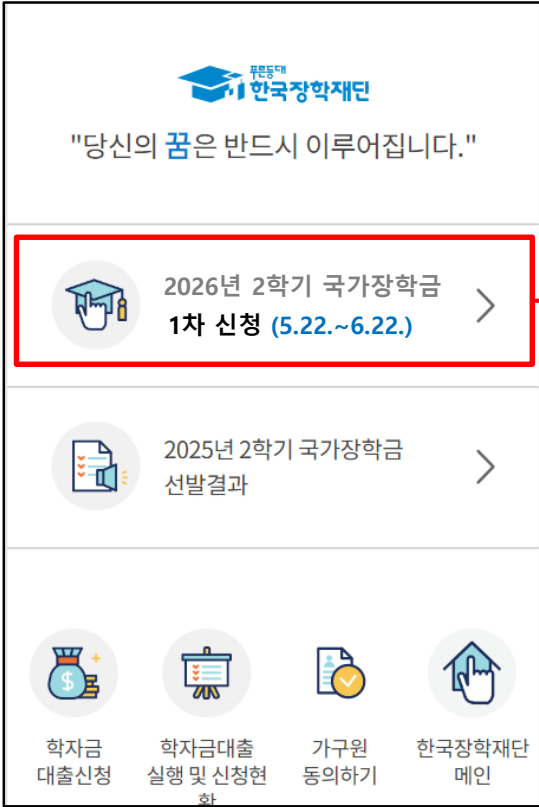 푸른등대
한국장학재단
"당신의 꿈은 반드시 이루어집니다."
2026년 2학기 국가장학금
1차 신청 (5.22.~6.22.)
2025년 2학기 국가장학금
선발결과
학자금
대출신청
학자금대출
실행 및 신청현
황
가구원
동의하기
한국장학재단
메인